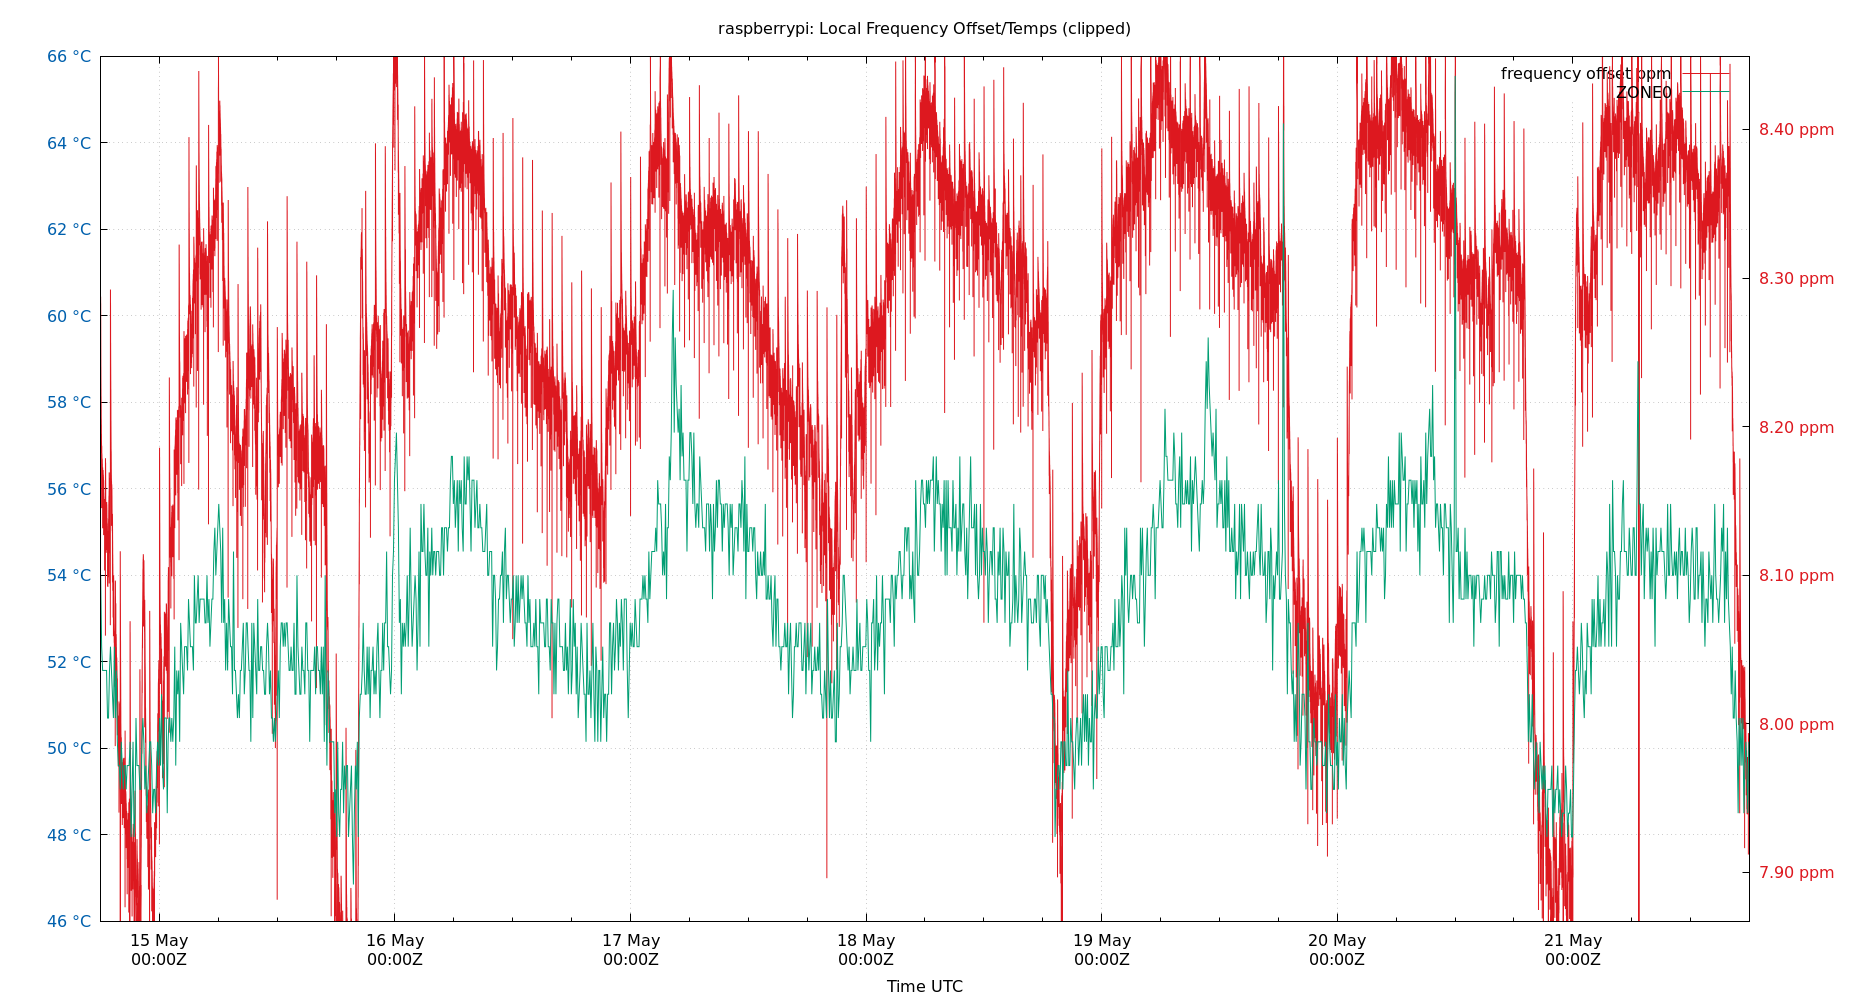 raspberrypi: Local Frequency Offset/Temps (clipped)
66 °C
64 °C
62 °C
60 °C
58 °C
56 °C
54 °C
52 °C
50 °C
48 °C
46 °C
frequency offset ppm
ZONE0
8.40 ppm
8.30 ppm
8.20 ppm
8.10 ppm
8.00 ppm
7.90 ppm
15 May 16 May 17 May 18 May 19 May 20 May 21 May
00:00Z 00:00Z 00:00Z 00:00Z 00:00Z 00:00Z 00:00Z
Time UTC